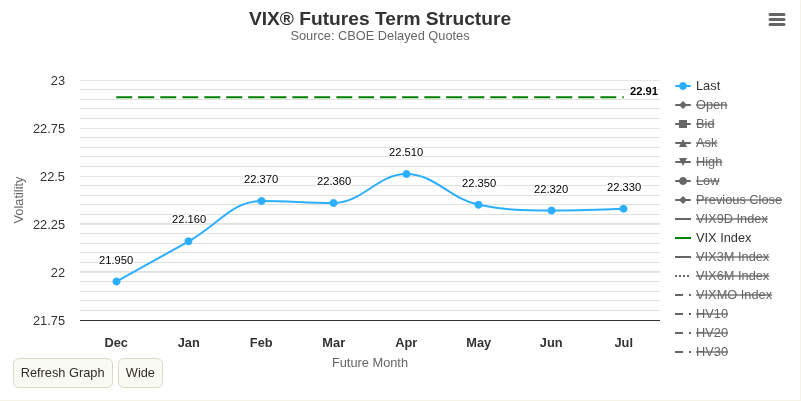 VIX® Futures Term Structure
Source: CBOE Delayed Quotes
Volatility
23
22.75
22.5
22.25
22
21.75
22.91
21.950
22.160
22.370
22.360
22.510
22.350
22.320
22.330
Dec Jan Feb Mar Apr May Jun Jul
Future Month
Last
Open
Bid
Ask
High
Low
Previous Close
VIX9D Index
VIX Index
VIX3M Index
VIX6M Index
VIXMO Index
HV10
HV20
HV30
Refresh Graph Wide